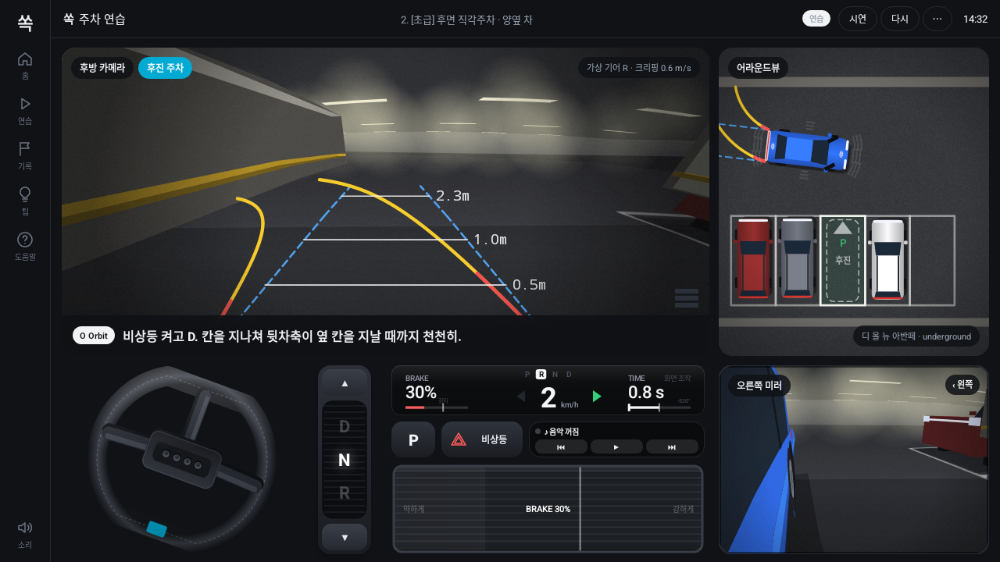 쏙
쏙 주차 연습
2. [초급] 후면 직각주차 · 양옆 차
연습
시연
다시
···
14:32
홈
연습
기록
팁
도움말
소리
후방 카메라
후진 주차
가상 기어 R · 크리핑 0.6 m/s
2.3m
1.0m
0.5m
O Orbit
비상등 켜고 D. 칸을 지나쳐 뒷차축이 옆 칸을 지날 때까지 천천히.
어라운드뷰
P
후진
디 올 뉴 아반떼 · underground
D
N
R
BRAKE
30%
P R N D
2 km/h
TIME
화면 조작
0.8 s
P
비상등
♪ 음악 꺼짐
약하게
BRAKE 30%
강하게
오른쪽 미러
‹ 왼쪽